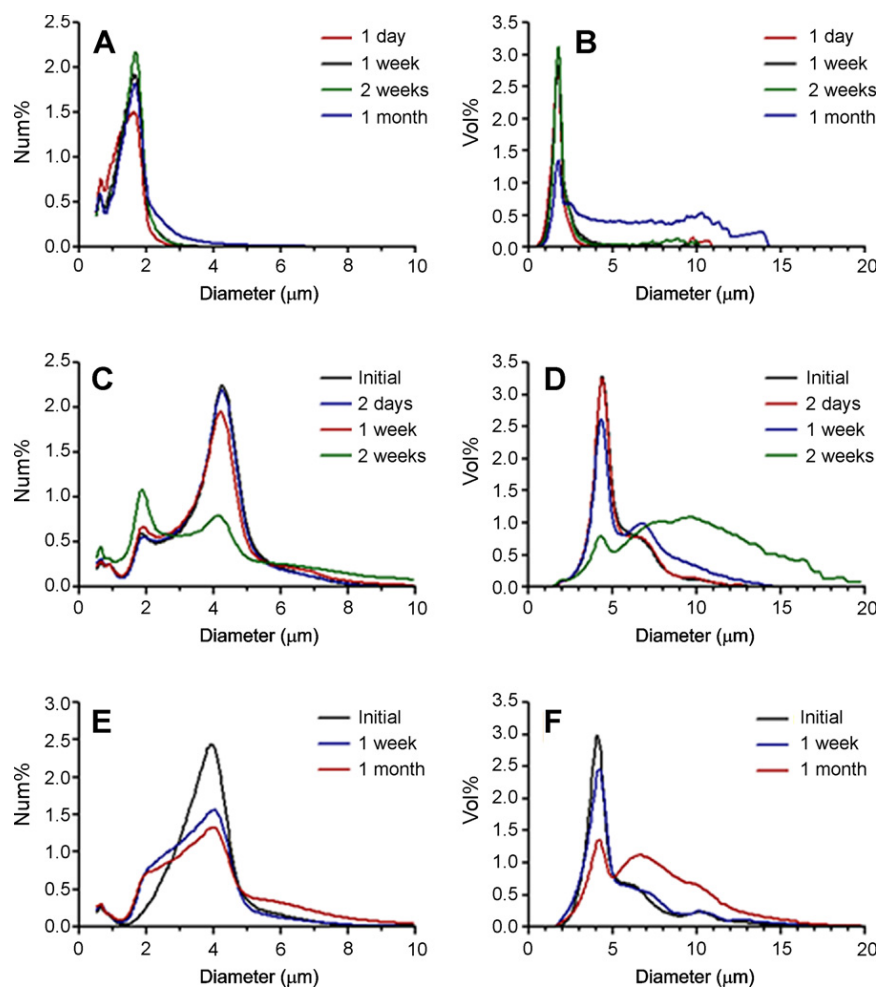 A
Num%
2.5
2.0
1.5
1.0
0.5
0.0
0 2 4 6 8 10
Diameter (μm)
1 day
1 week
2 weeks
1 month
B
Vol%
3.5
3.0
2.5
2.0
1.5
1.0
0.5
0.0
0 5 10 15 20
Diameter (μm)
1 day
1 week
2 weeks
1 month
C
Num%
2.5
2.0
1.5
1.0
0.5
0.0
0 2 4 6 8 10
Diameter (μm)
Initial
2 days
1 week
2 weeks
D
Vol%
3.5
3.0
2.5
2.0
1.5
1.0
0.5
0.0
0 5 10 15 20
Diameter (μm)
Initial
2 days
1 week
2 weeks
E
Num%
3.0
2.5
2.0
1.5
1.0
0.5
0.0
0 2 4 6 8 10
Diameter (μm)
Initial
1 week
1 month
F
Vol%
3.5
3.0
2.5
2.0
1.5
1.0
0.5
0.0
0 5 10 15 20
Diameter (μm)
Initial
1 week
1 month